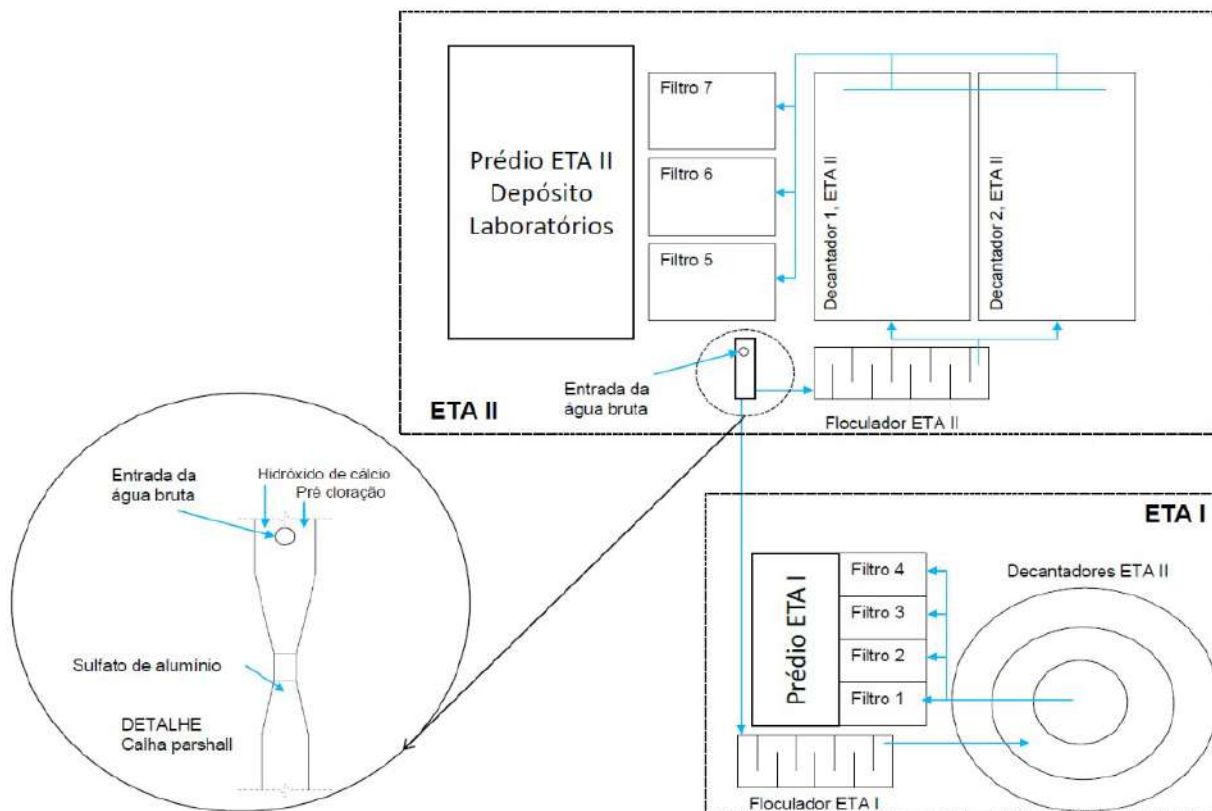 Prédio ETA II
Depósito
Laboratórios
Filtro 7
Filtro 6
Filtro 5
Decantador 1, ETA II
Decantador 2, ETA II
Entrada da
água bruta
ETA II
Floculador ETA II
Entrada da
água bruta
Hidróxido de cálcio
Pré cloração
Sulfato de alumínio
DETALHE
Calha parshall
ETA I
Prédio ETA I
Filtro 4
Filtro 3
Filtro 2
Filtro 1
Decantadores ETA II
Floculador ETA I